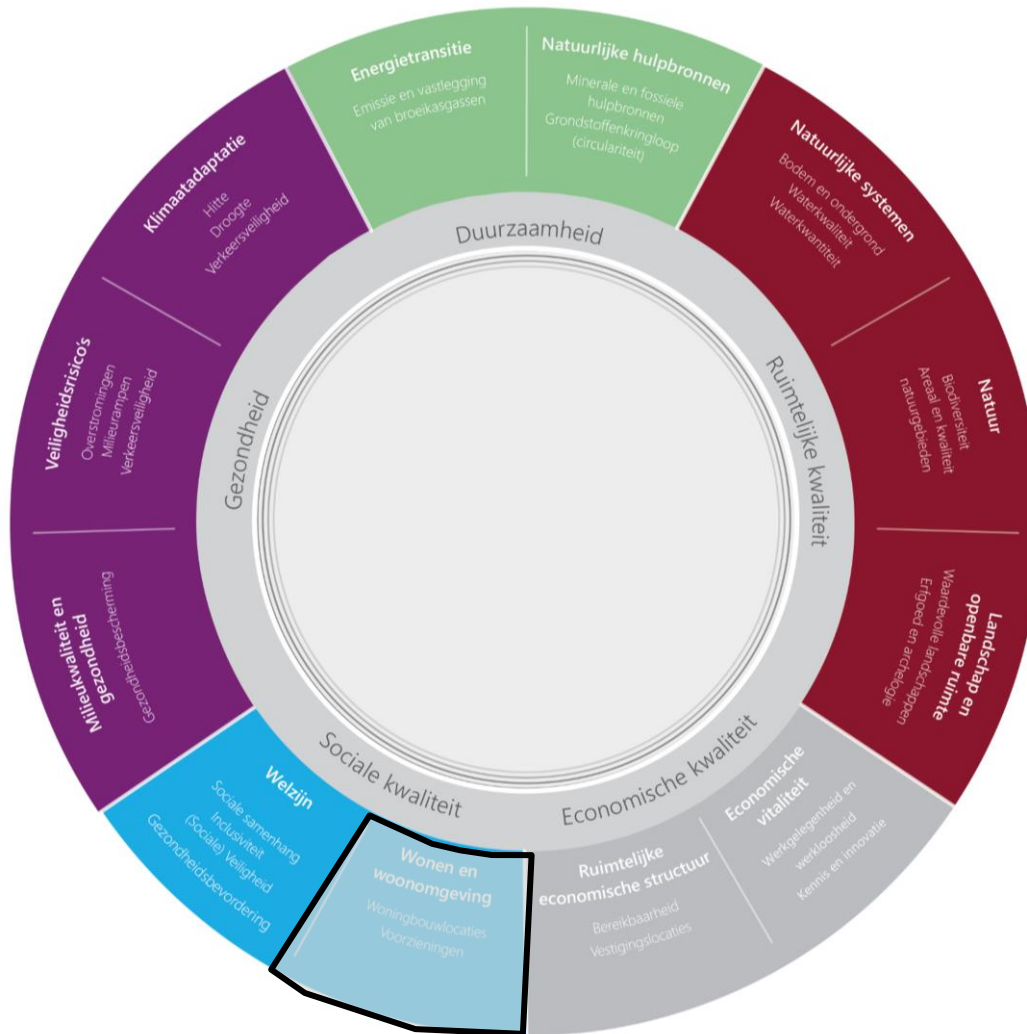 Energietransitie
Emissie en vastlegging
van broeikasgassen
Natuurlijke hulpbronnen
Minerale en fossiele
hulpbronnen
Grondstoffenkringloop
(circulariteit)
Natuurlijke systemen
Bodem en ondergrond
Waterkwaliteit
Waterkwantiteit
Natuur
Biodiversiteit
Areaal en kwaliteit
natuurgebieden
Landschap en
openbare ruimte
Waardevolle landschappen
Erfgoed en archelogie
Economische
vitaliteit
Werkgelegenheid en
werkloosheid
Kennis en innovatie
Ruimtelijke
economische structuur
Bereikbaarheid
Vestigingslocaties
Wonen en
woonomgeving
Woningbouwlocaties
Voorzieningen
Welzijn
Sociale samenhang
Inclusiviteit
(Sociale) Veiligheid
Gezondheidsbevordering
Milieukwaliteit en
gezondheid
Gezondheidsbescherming
Veiligheidsrisico's
Overstromingen
Milieurampen
Verkeersveiligheid
Klimaatadaptatie
Hitte
Droogte
Verkeersveiligheid
Duurzaamheid
Ruimtelijke kwaliteit
Economische kwaliteit
Sociale kwaliteit
Gezondheid